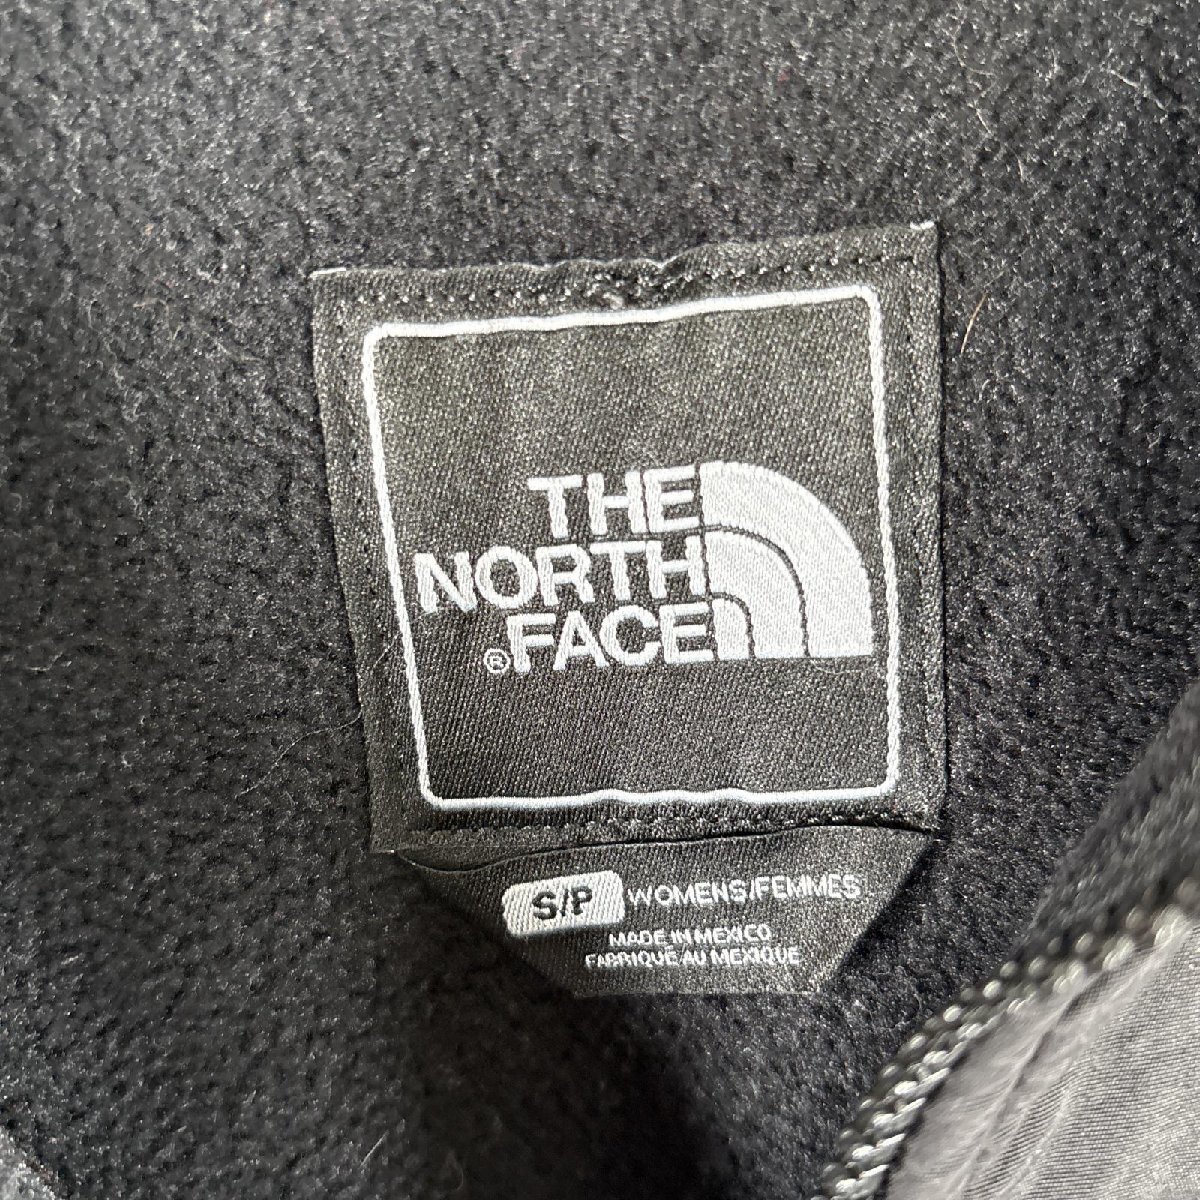 THE
NORTH
®FACE
S/P WOMENS/FEMMES
MADE IN MEXICO
FABRIQUE AU MEXIQUE